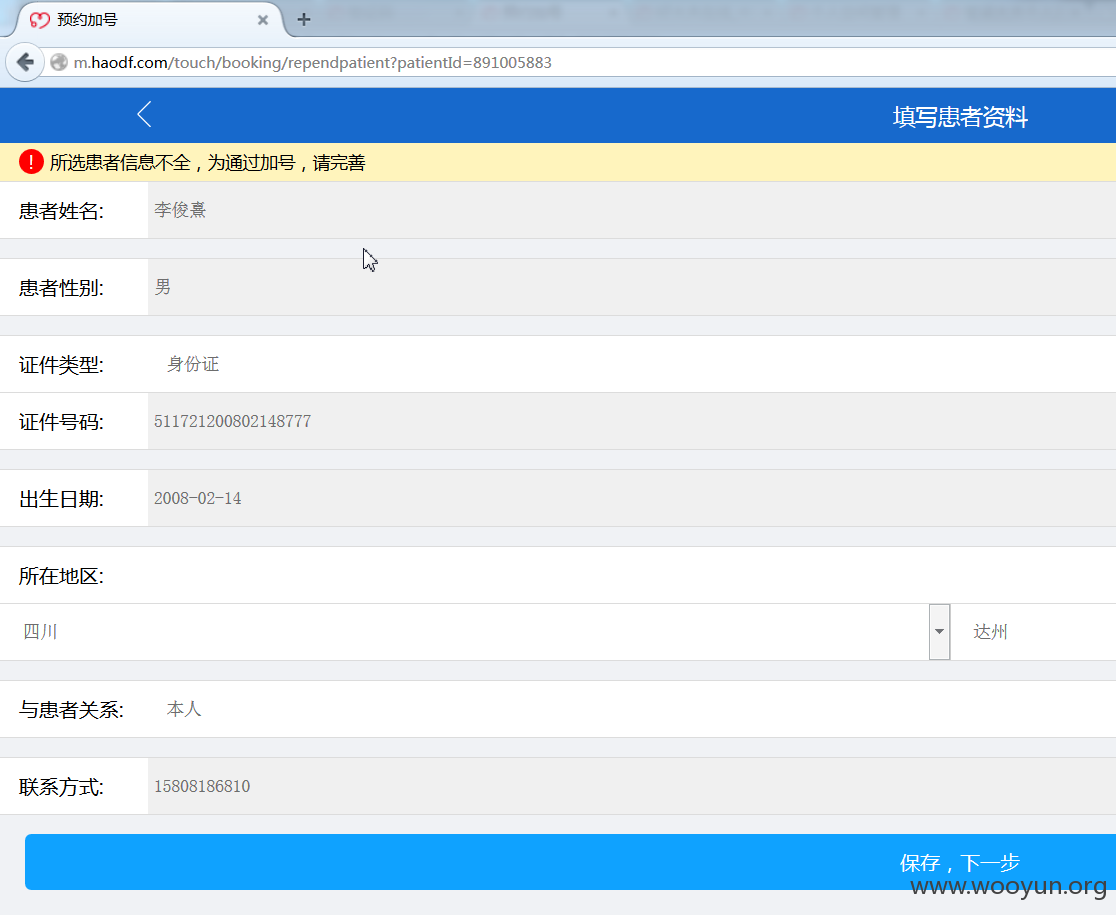 预约加号
m.haodf.com/touch/booking/rependpatient?patientId=891005883
填写患者资料
所选患者信息不全，为通过加号，请完善
患者姓名: 李俊熹
患者性别: 男
证件类型: 身份证
证件号码: 511721200802148777
出生日期: 2008-02-14
所在地区:
四川 达州
与患者关系: 本人
联系方式: 15808186810
保存，下一步
www.wooyun.org